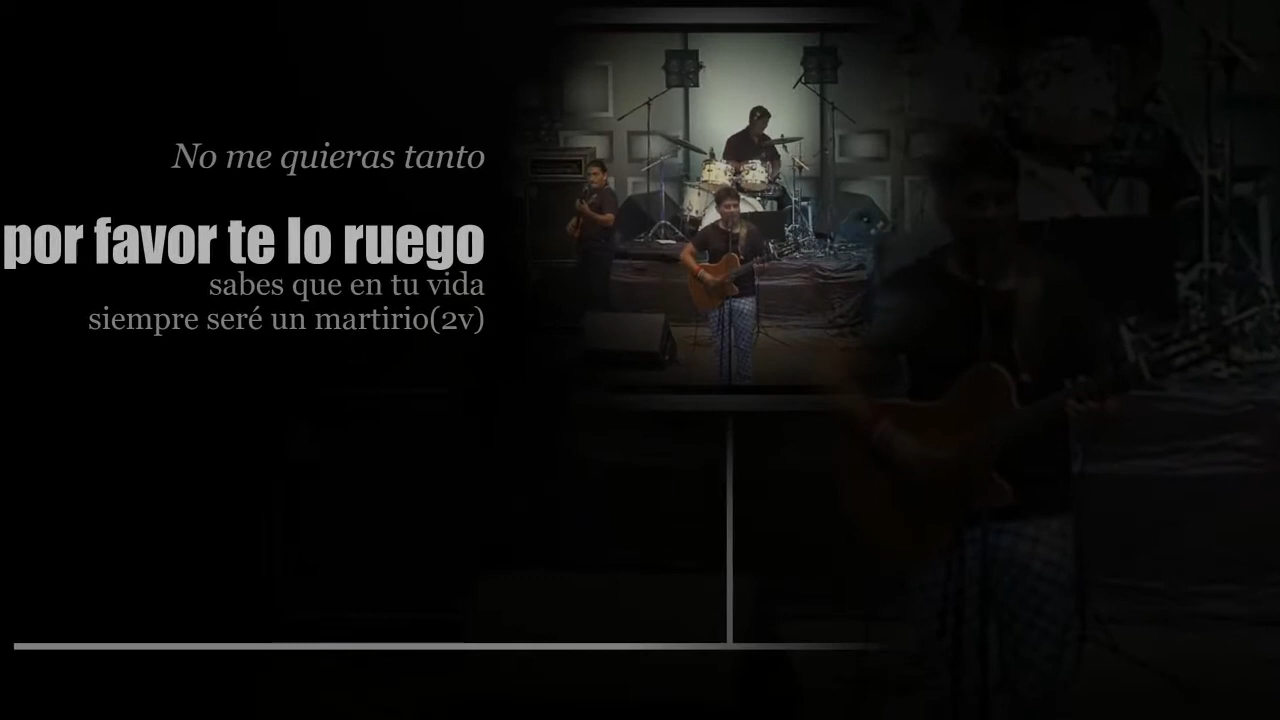 No me quieras tanto
por favor te lo ruego
sabes que en tu vida
siempre seré un martirio(2v)